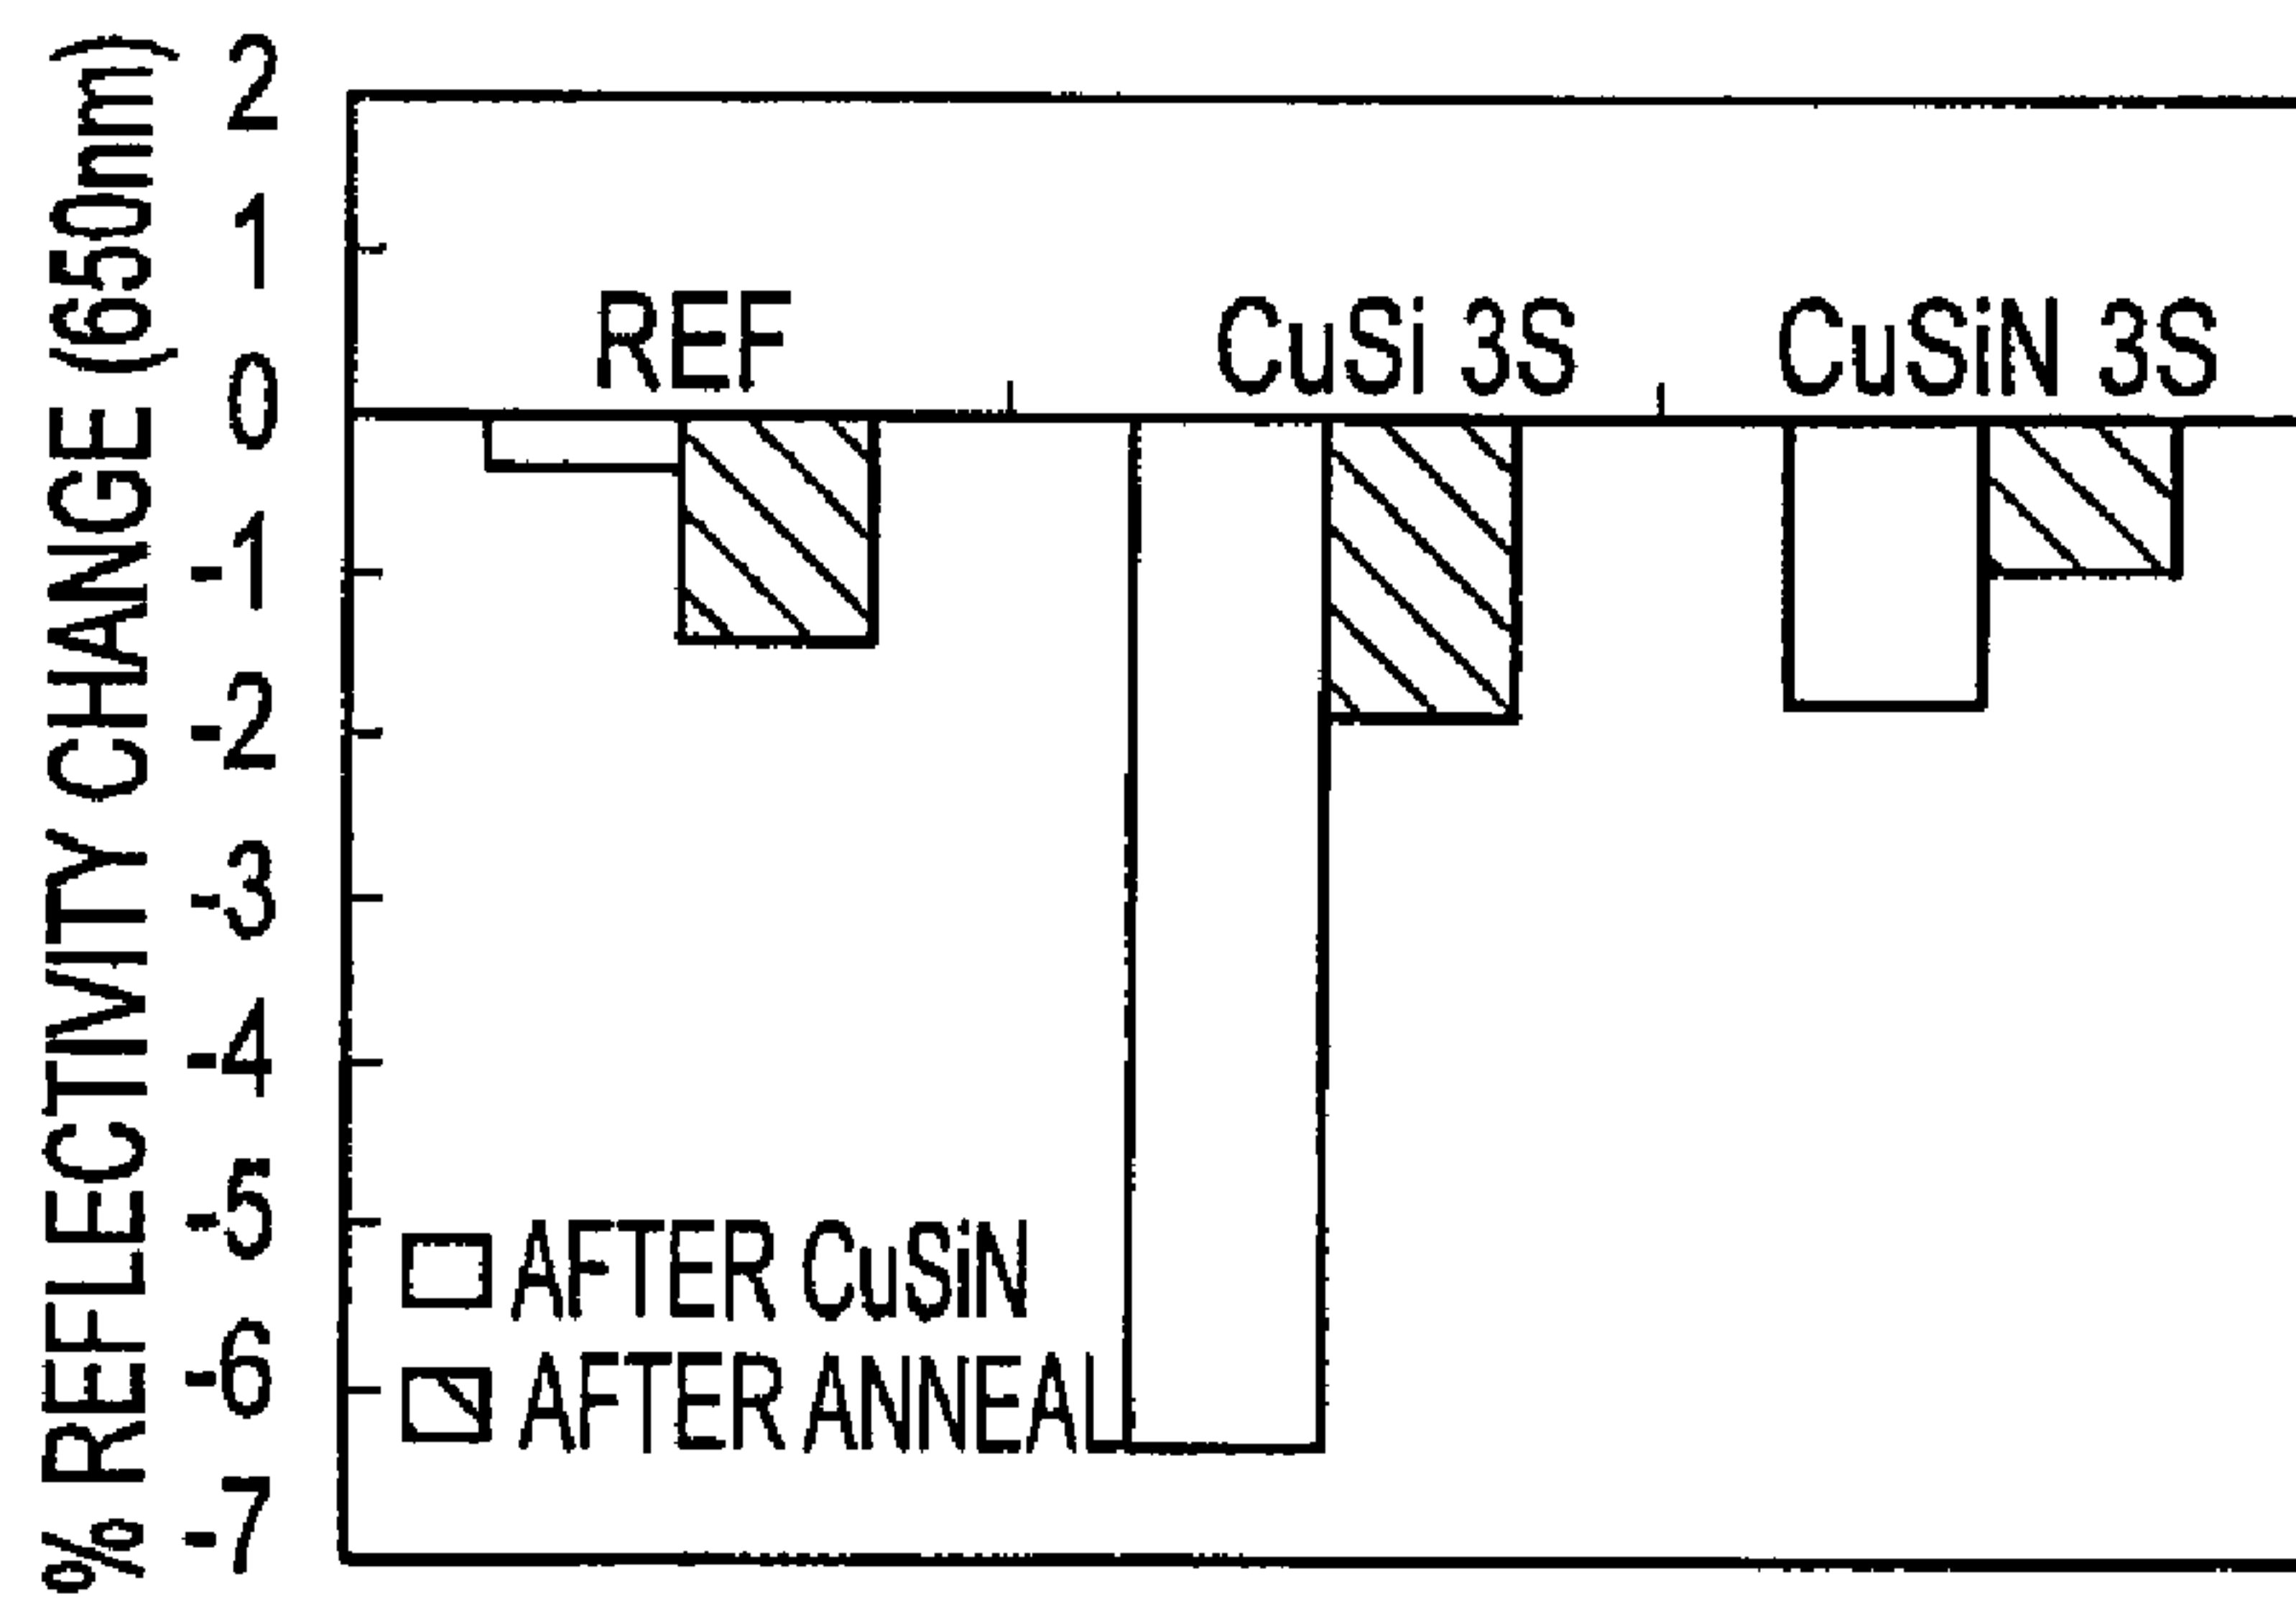 % REFLECTIVITY CHANGE (650nm)
2
1
0
-1
-2
-3
-4
-5
-6
-7
REF
CuSi 3S
CuSiN 3S
AFTER CuSiN
AFTER ANNEAL